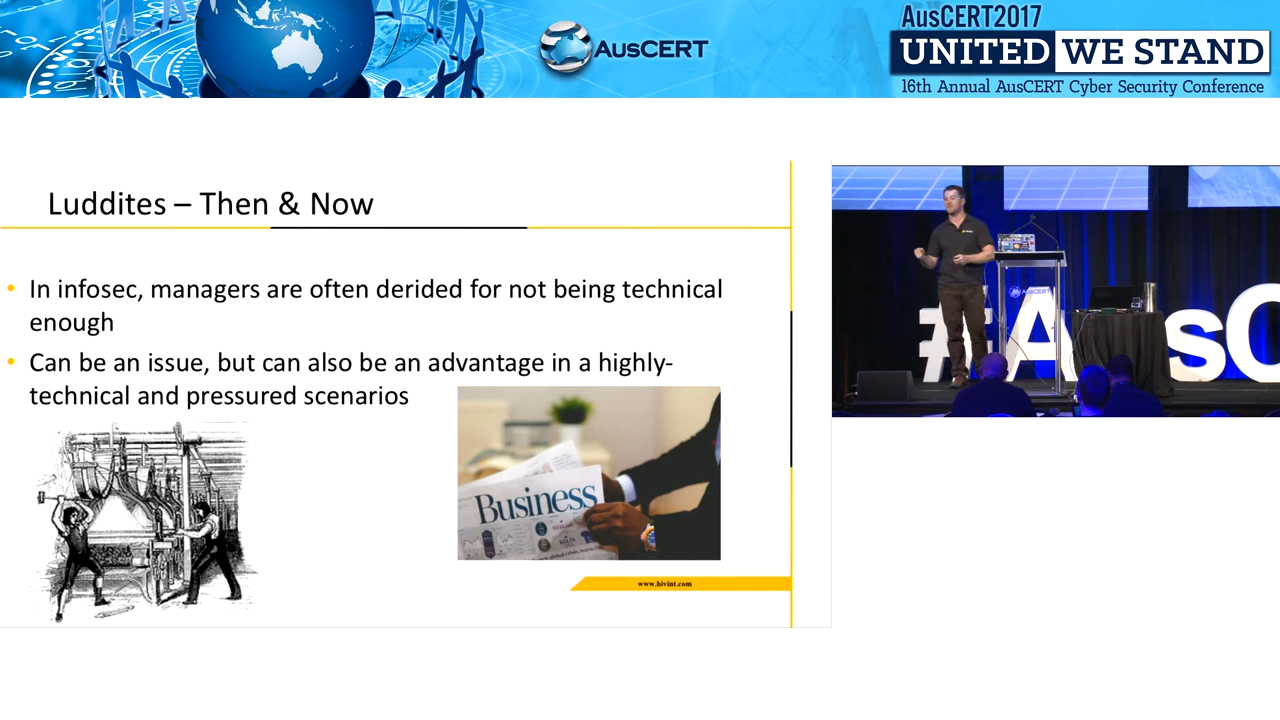 AusCERT
AusCERT2017
UNITED WE STAND
16th Annual AusCERT Cyber Security Conference
Luddites – Then & Now
• In infosec, managers are often derided for not being technical
enough
• Can be an issue, but can also be an advantage in a highly-
technical and pressured scenarios
Business
www.hivint.com
AusCERT
#AusC